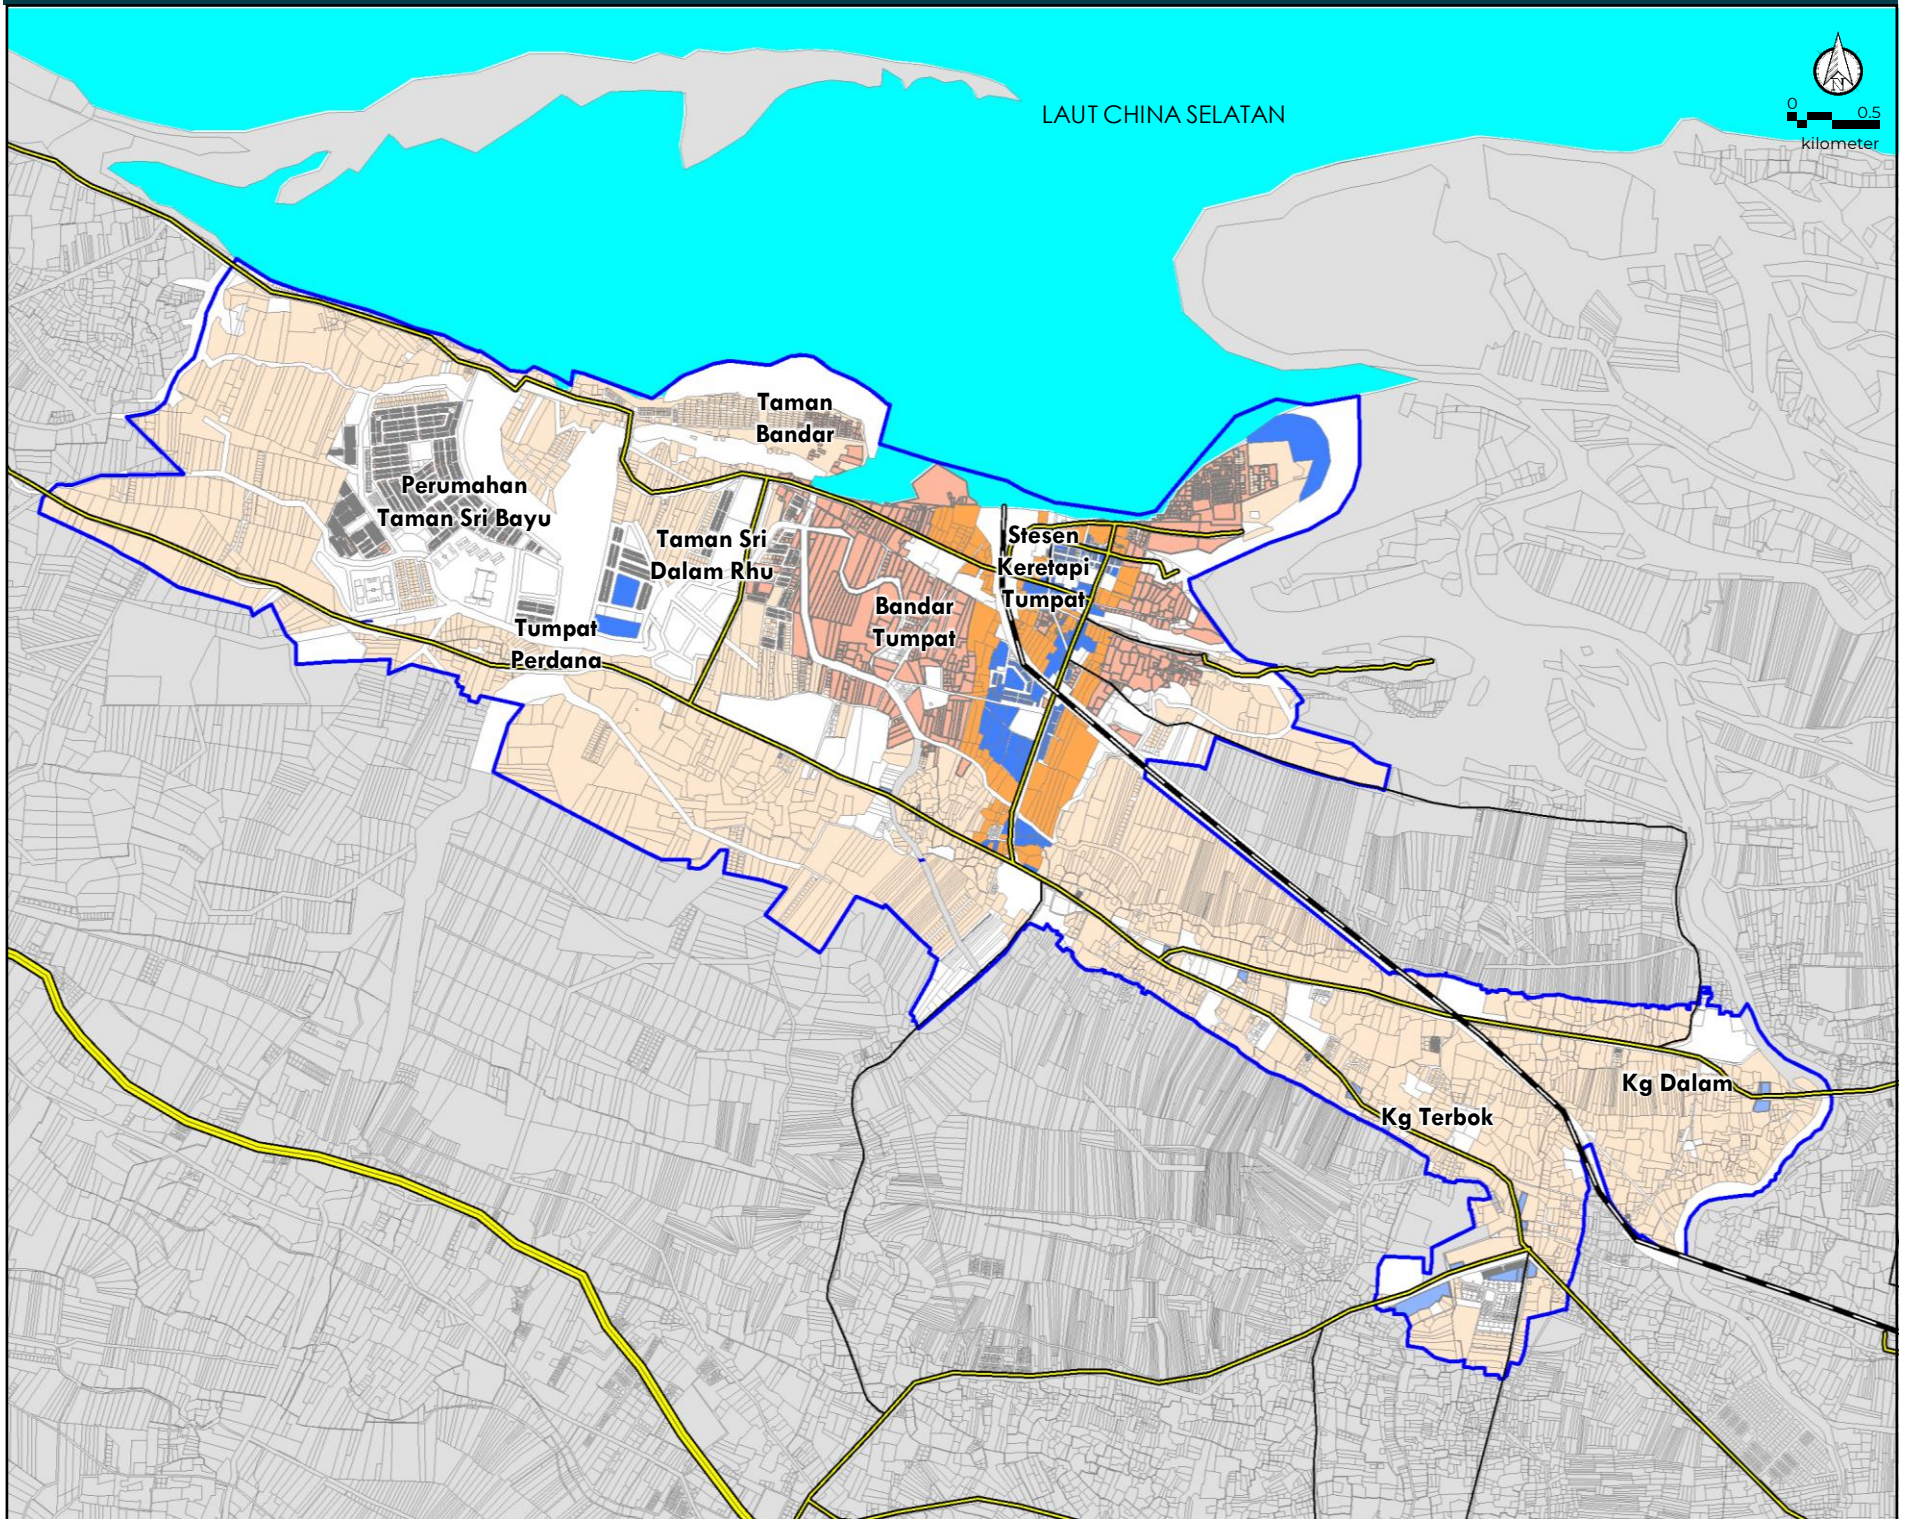 N
0
0.5
kilometer
LAUT CHINA SELATAN
Taman
Bandar
Perumahan
Taman Sri Bayu
Taman Sri
Dalam Rhu
Stesen
Keretapi
Tumpat
Bandar
Tumpat
Tumpat
Perdana
Kg Dalam
Kg Terbok